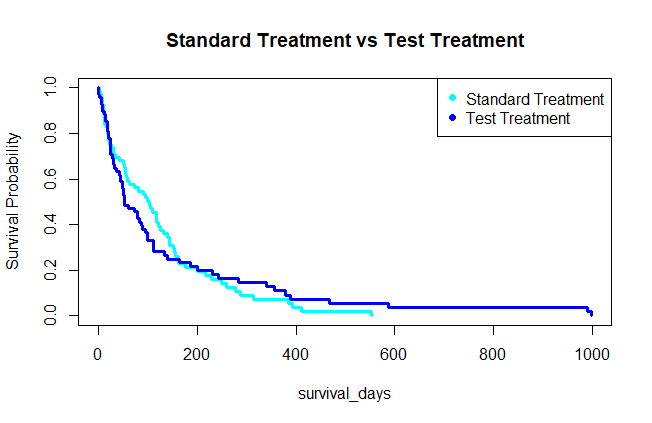 Standard Treatment vs Test Treatment
Standard Treatment
Test Treatment
Survival Probability
1.0
0.8
0.6
0.4
0.2
0.0
0 200 400 600 800 1000
survival_days